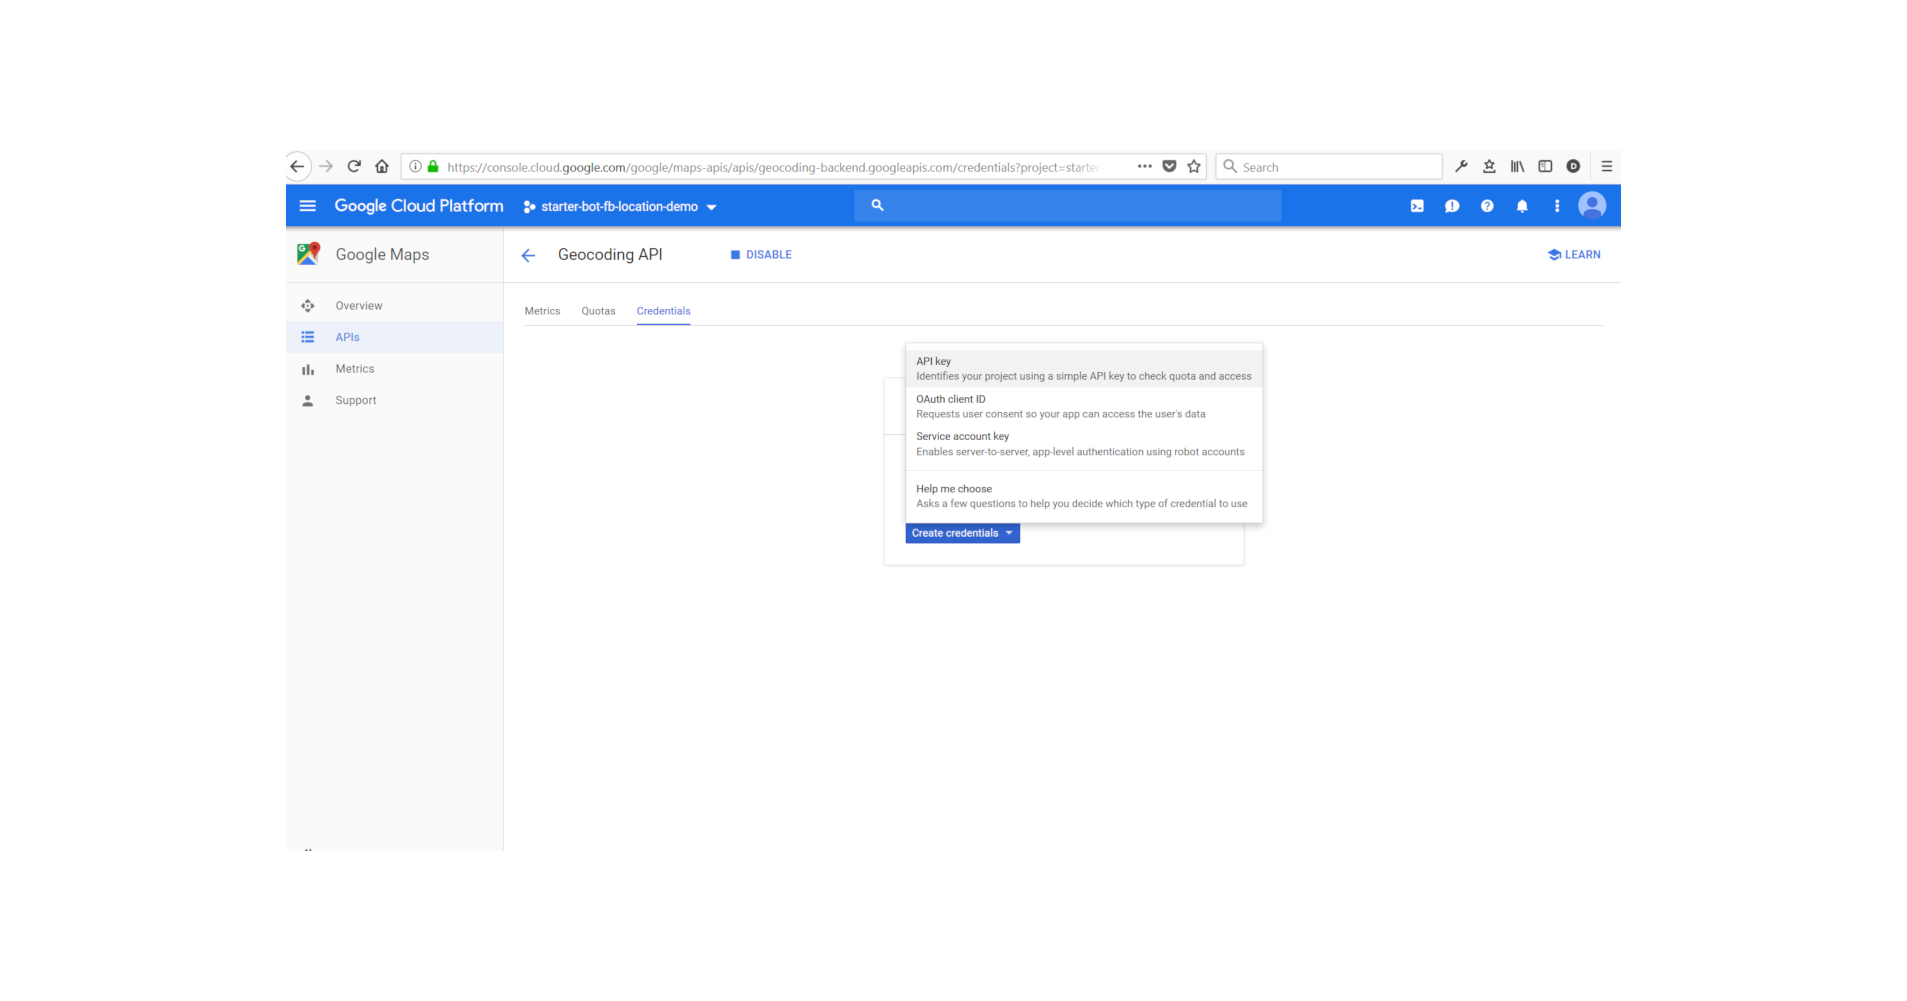 https://console.cloud.google.com/google/maps-apis/apis/geocoding-backend.googleapis.com/credentials?project=starter
Search
Google Cloud Platform
starter-bot-fb-location-demo
Google Maps
Geocoding API
DISABLE
LEARN
Overview
APIs
Metrics
Support
Metrics
Quotas
Credentials
API key
Identifies your project using a simple API key to check quota and access
OAuth client ID
Requests user consent so your app can access the user's data
Service account key
Enables server-to-server, app-level authentication using robot accounts
Help me choose
Asks a few questions to help you decide which type of credential to use
Create credentials